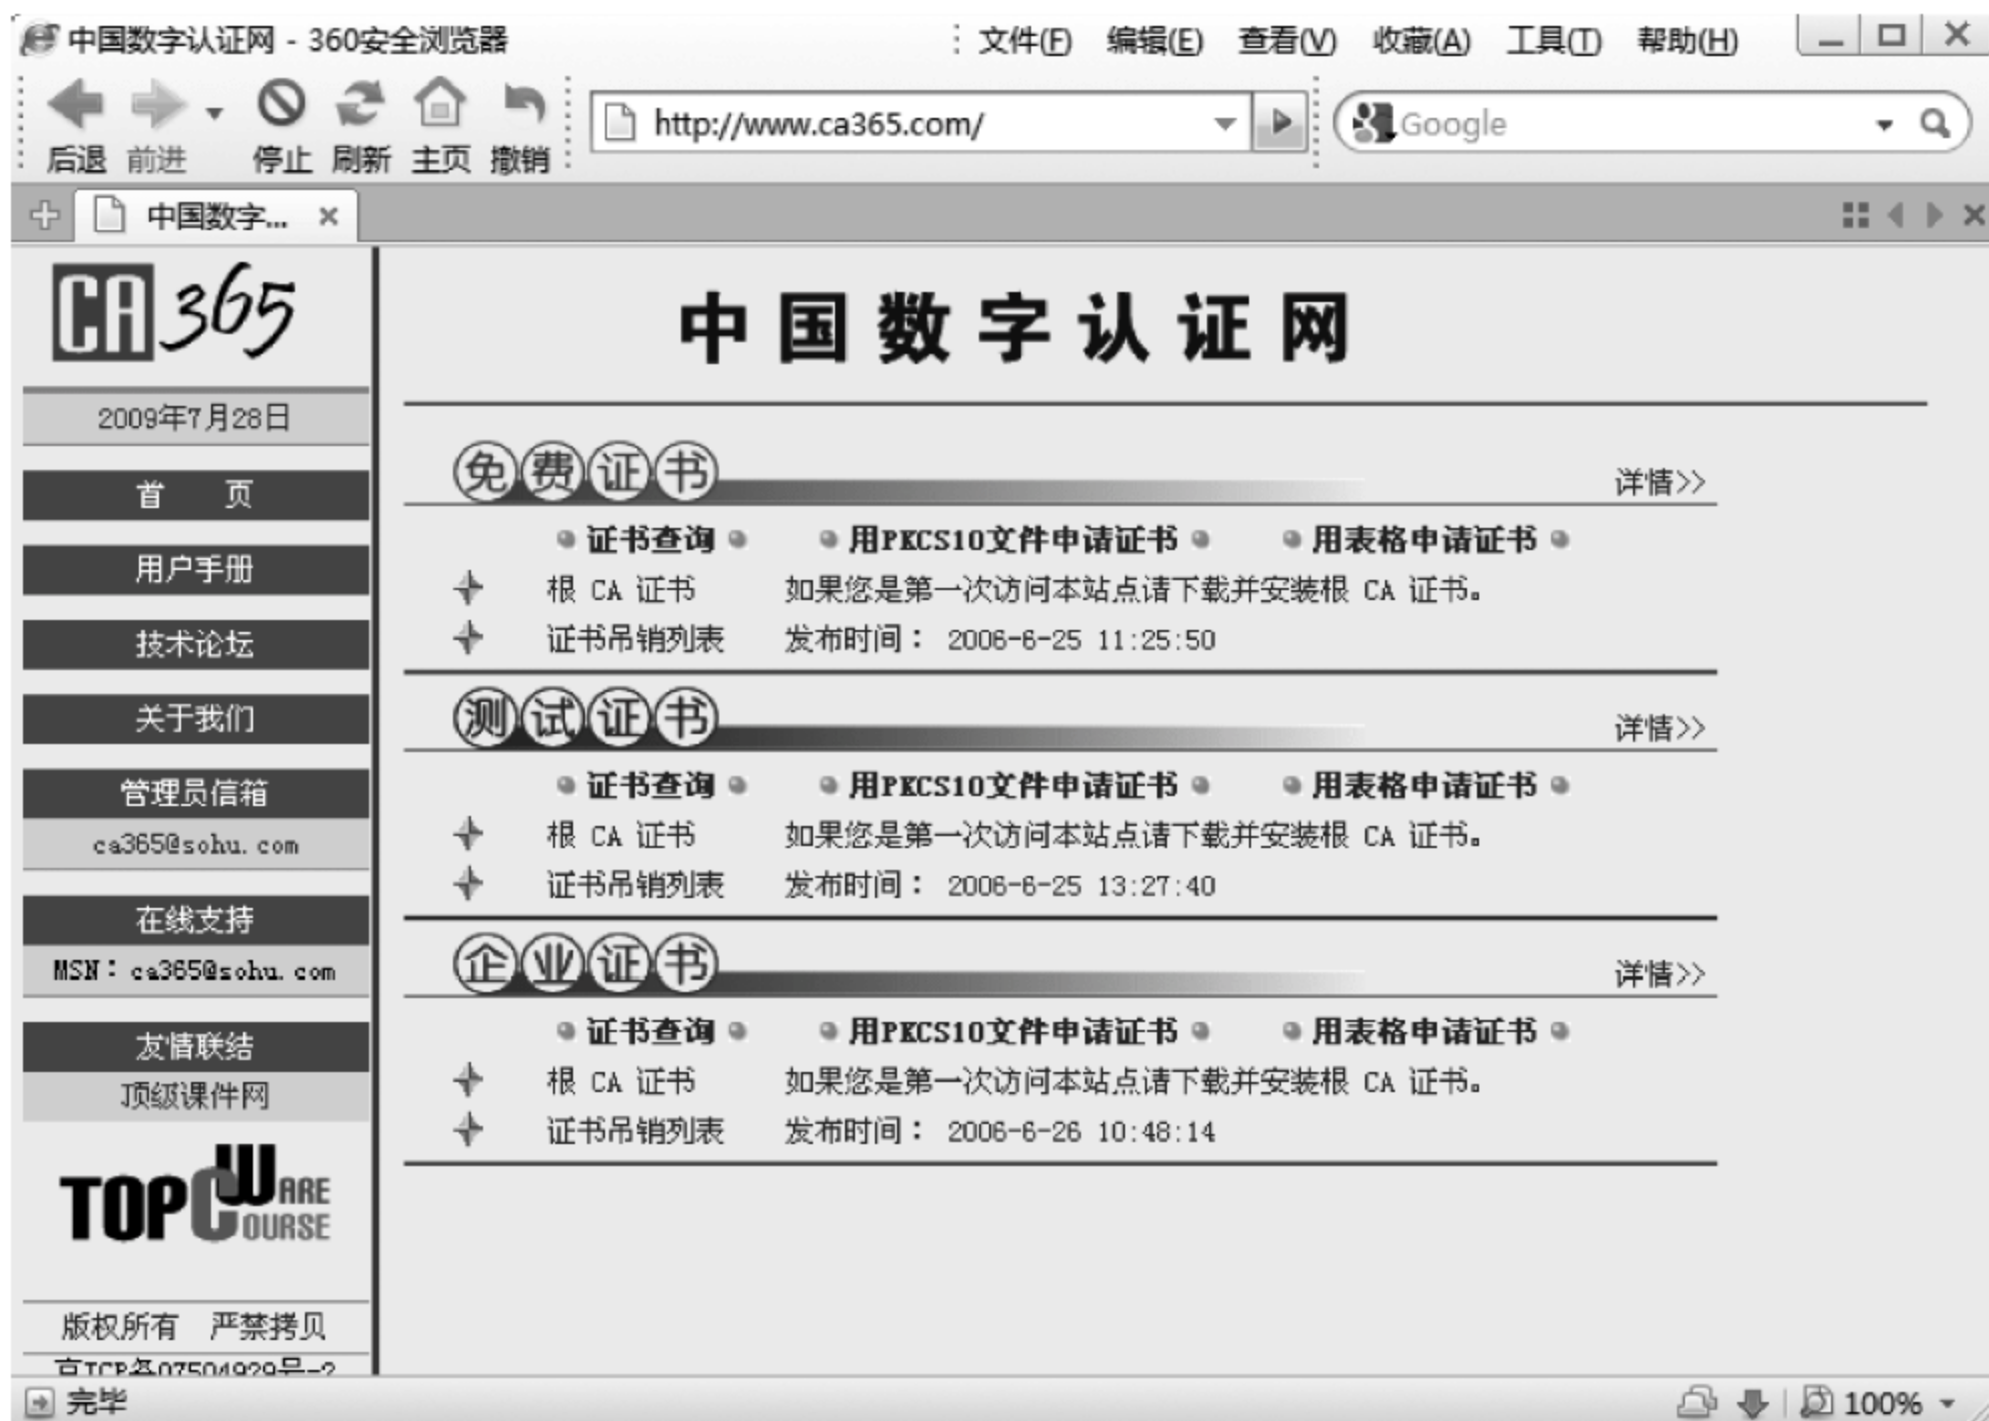 中国数字认证网 - 360安全浏览器
文件(F) 编辑(E) 查看(V) 收藏(A) 工具(T) 帮助(H)
后退 前进 停止 刷新 主页 撤销
http://www.ca365.com/
Google
中国数字...
CA365
2009年7月28日
首 页
用户手册
技术论坛
关于我们
管理员信箱
ca365@sohu.com
在线支持
MSN：ca365@sohu.com
友情联结
顶级课件网
TOPCWARE
COURSE
版权所有 严禁拷贝
京ICP备07504929号-2
中国数字认证网
免费证书
详情>>
证书查询 用PKCS10文件申请证书 用表格申请证书
根 CA 证书 如果您是第一次访问本站点请下载并安装根 CA 证书。
证书吊销列表 发布时间： 2006-6-25 11:25:50
测试证书
详情>>
证书查询 用PKCS10文件申请证书 用表格申请证书
根 CA 证书 如果您是第一次访问本站点请下载并安装根 CA 证书。
证书吊销列表 发布时间： 2006-6-25 13:27:40
企业证书
详情>>
证书查询 用PKCS10文件申请证书 用表格申请证书
根 CA 证书 如果您是第一次访问本站点请下载并安装根 CA 证书。
证书吊销列表 发布时间： 2006-6-26 10:48:14
完毕
100%